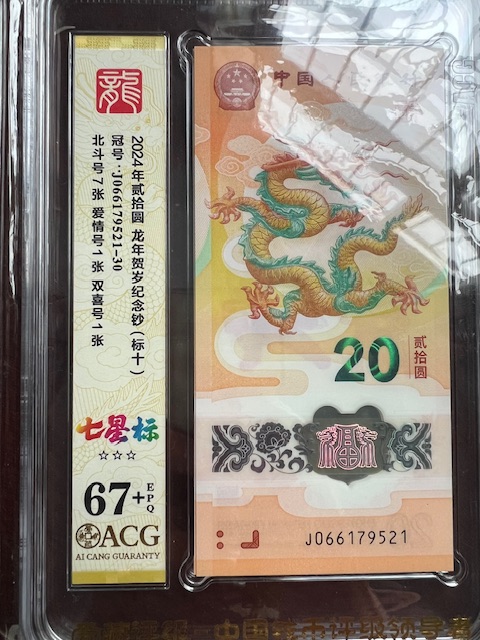 龍
2024年贰拾圆 龙年贺岁纪念钞(标十)
冠号·J066179521-30
北斗号7张 爱情号1张 双喜号1张
七星标
☆☆☆
67+
EPQ
ACG
AI CANG GUARANTY
中国
20
贰拾圆
福
J066179521